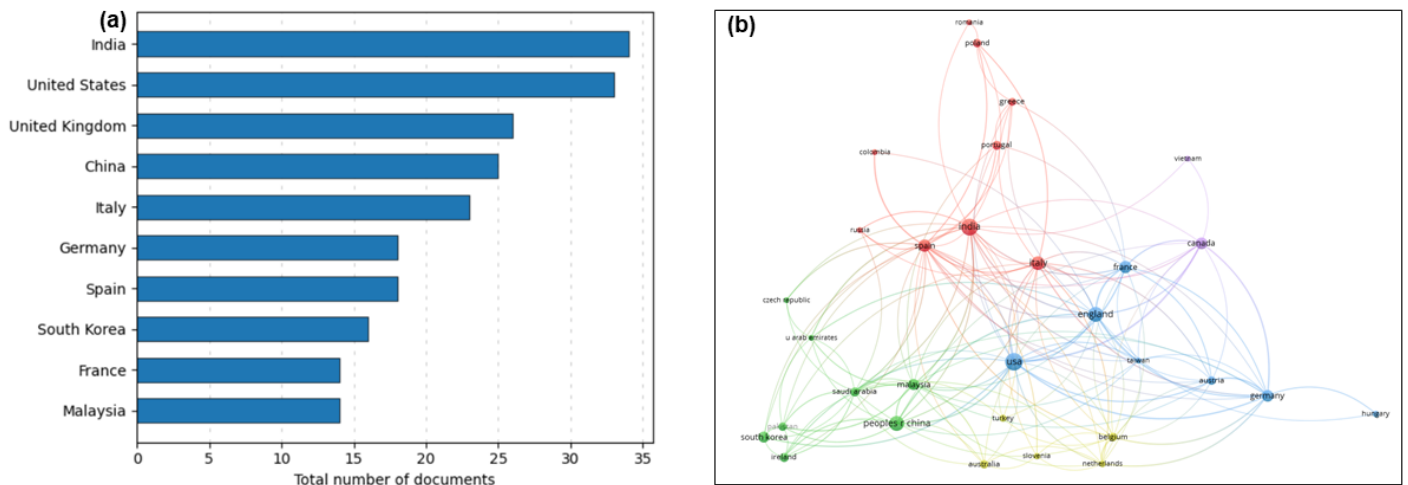 (a)
India
United States
United Kingdom
China
Italy
Germany
Spain
South Korea
France
Malaysia
0 5 10 15 20 25 30 35
Total number of documents
(b)
romania
poland
greece
portugal
colombia
vietnam
india
russia
spain
canada
italy
france
czech republic
england
u arab emirates
usa
taiwan
malaysia
austria
saudi arabia
germany
hungary
turkey
peoples r china
pakistan
south korea
belgium
ireland
slovenia
australia
netherlands